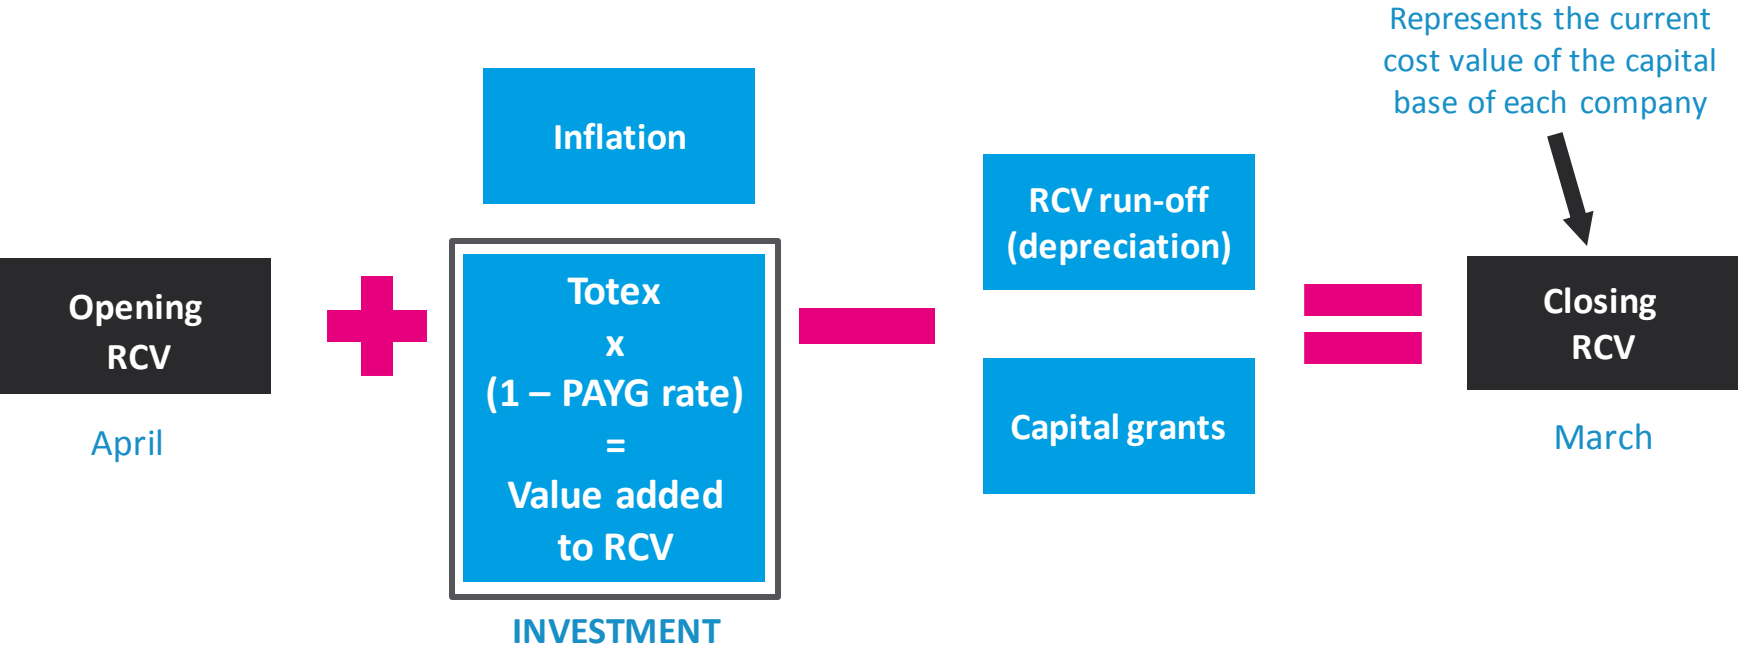 Opening
RCV
April
Inflation
Totex
x
(1 – PAYG rate)
=
Value added
to RCV
INVESTMENT
RCV run-off
(depreciation)
Capital grants
Represents the current
cost value of the capital
base of each company
Closing
RCV
March